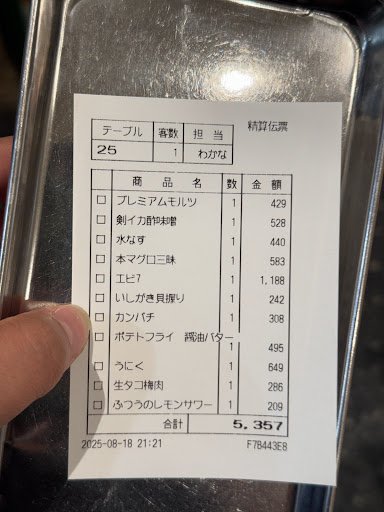 精算伝票
テーブル 客数 担当
25 1 わかな
商品名 数 金額
□ プレミアムモルツ 1 429
□ 剣イカ酢味噌 1 528
□ 水なす 1 440
□ 本マグロ三昧 1 583
□ エビ7 1 1,188
□ いしがき貝握り 1 242
□ カンパチ 1 308
□ ポテトフライ 醤油バター
1 495
□ うにく 1 649
□ 生タコ梅肉 1 286
□ ふつうのレモンサワー 1 209
合計 5,357
2025-08-18 21:21 F7B443E8